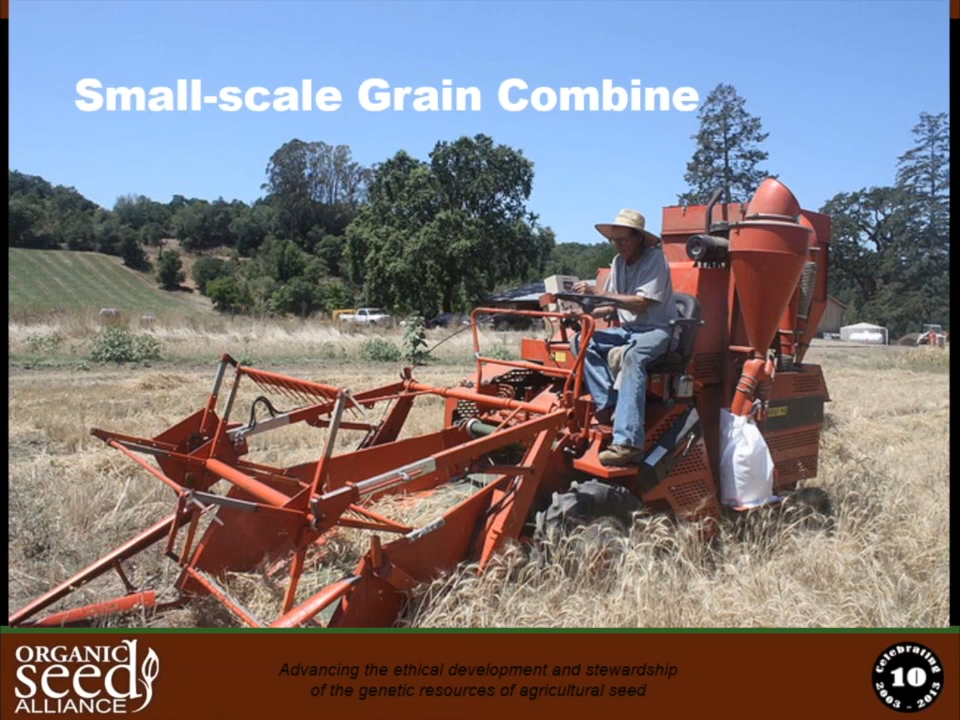 Small-scale Grain Combine
ORGANIC
seed
ALLIANCE
Advancing the ethical development and stewardship
of the genetic resources of agricultural seed
Celebrating
10
2003 - 2013